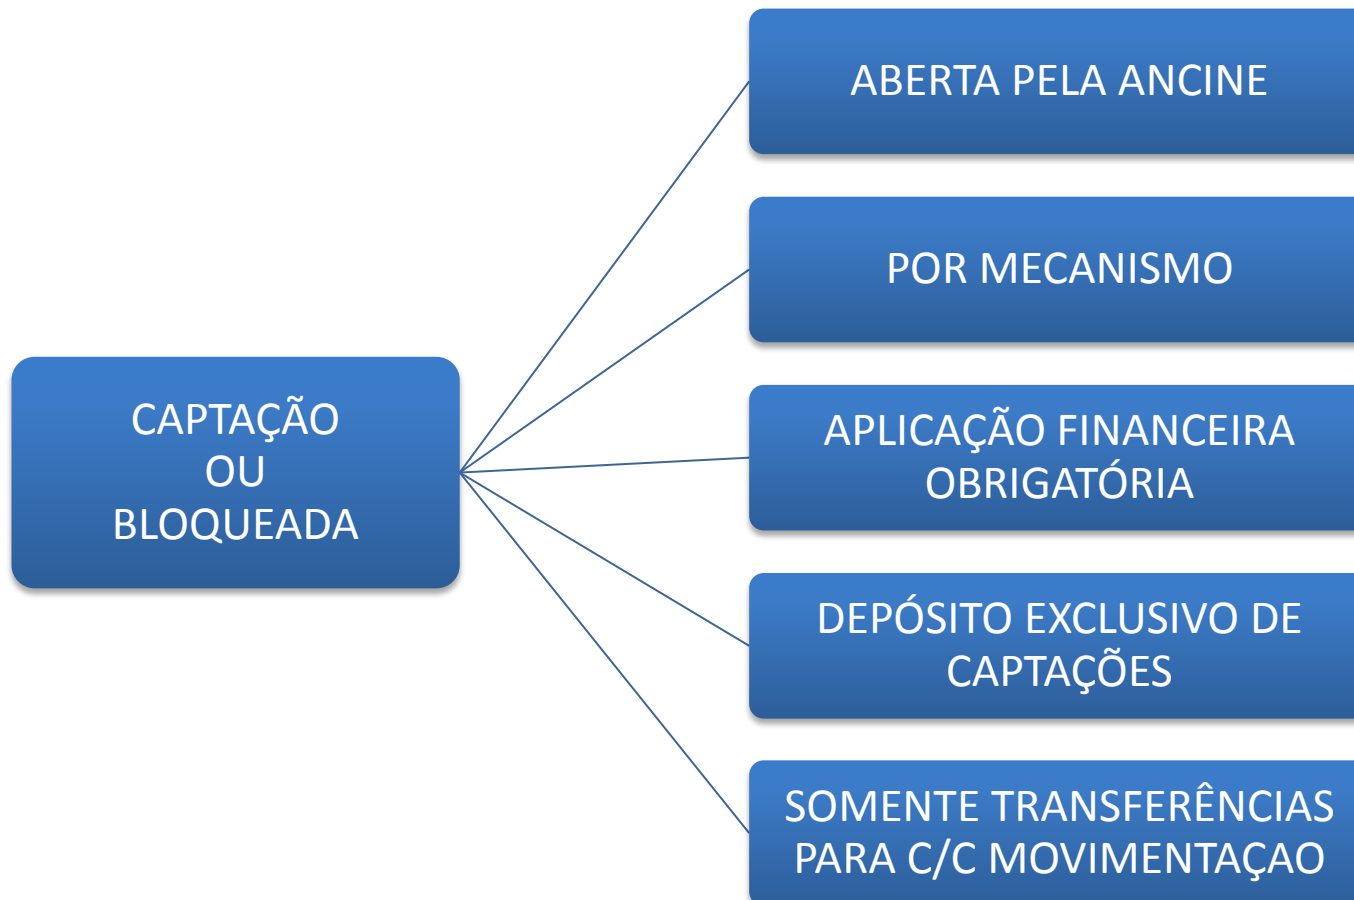 ABERTA PELA ANCINE
POR MECANISMO
CAPTAÇÃO
OU
BLOQUEADA
APLICAÇÃO FINANCEIRA
OBRIGATÓRIA
DEPÓSITO EXCLUSIVO DE
CAPTAÇÕES
SOMENTE TRANSFERÊNCIAS
PARA C/C MOVIMENTAÇAO